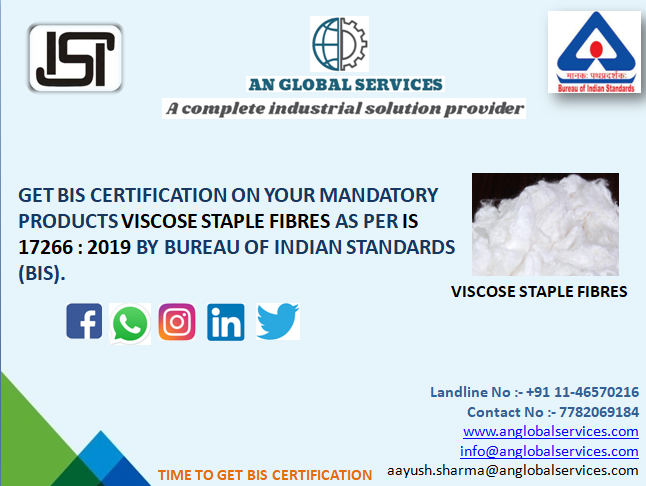 ISI
AN GLOBAL SERVICES
A complete industrial solution provider
मानकः पथप्रदर्शकः
Bureau of Indian Standards
GET BIS CERTIFICATION ON YOUR MANDATORY
PRODUCTS VISCOSE STAPLE FIBRES AS PER IS
17266 : 2019 BY BUREAU OF INDIAN STANDARDS
(BIS).
VISCOSE STAPLE FIBRES
Landline No :- +91 11-46570216
Contact No :- 7782069184
www.anglobalservices.com
info@anglobalservices.com
aayush.sharma@anglobalservices.com
TIME TO GET BIS CERTIFICATION